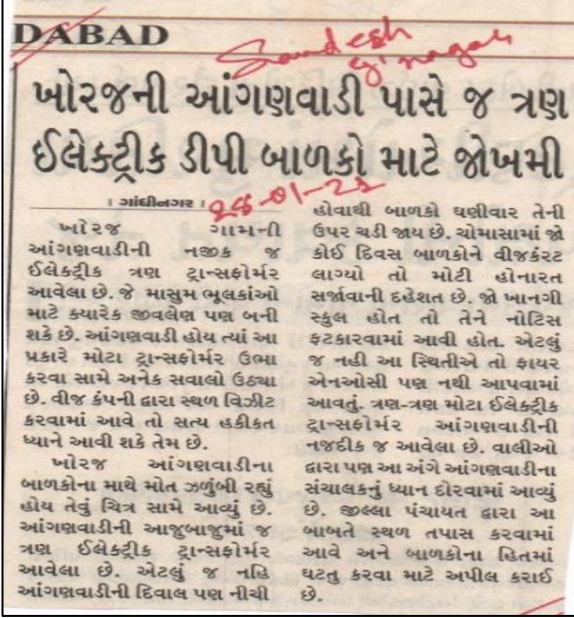 DABAD
Sandesh
g'nagar
ખોરજની આંગણવાડી પાસે જ ત્રણ
ઈલેક્ટ્રીક ડીપી બાળકો માટે જોખમી
। ગાંધીનગર ।
ખોરજ ગામની
આંગણવાડીની નજીક જ
ઈલેક્ટ્રીક ત્રણ ટ્રાન્સફોર્મર
આવેલા છે. જે માસુમ ભૂલકાંઓ
માટે ક્યારેક જીવલેણ પણ બની
શકે છે. આંગણવાડી હોય ત્યાં આ
પ્રકારે મોટા ટ્રાન્સફોર્મર ઉભા
કરવા સામે અનેક સવાલો ઉઠ્યા
છે. વીજ કંપની દ્વારા સ્થળ વિઝીટ
કરવામાં આવે તો સત્ય હકીકત
ધ્યાને આવી શકે તેમ છે.
ખોરજ આંગણવાડીના
બાળકોના માથે મોત ઝળુંબી રહ્યું
હોય તેવું ચિત્ર સામે આવ્યું છે.
આંગણવાડીની આજુબાજુમાં જ
ત્રણ ઈલેક્ટ્રીક ટ્રાન્સફોર્મર
આવેલા છે. એટલું જ નહિ
આંગણવાડીની દિવાલ પણ નીચી
હોવાથી બાળકો ઘણીવાર તેની
ઉપર ચડી જાય છે. ચોમાસામાં જો
કોઈ દિવસ બાળકોને વીજકરંટ
લાગ્યો તો મોટી હોનારત
સર્જાવાની દહેશત છે. જો ખાનગી
સ્કુલ હોત તો તેને નોટિસ
ફટકારવામાં આવી હોત. એટલું
જ નહી આ સ્થિતીએ તો ફાયર
એનઓસી પણ નથી આપવામાં
આવતું. ત્રણ-ત્રણ મોટા ઈલેક્ટ્રીક
ટ્રાન્સફોર્મર આંગણવાડીની
નજદીક જ આવેલા છે. વાલીઓ
દ્વારા પણ આ અંગે આંગણવાડીના
સંચાલકનું ધ્યાન દોરવામાં આવ્યું
છે. જીલ્લા પંચાયત દ્વારા આ
બાબતે સ્થળ તપાસ કરવામાં
આવે અને બાળકોના હિતમાં
ઘટતુ કરવા માટે અપીલ કરાઈ
છે.